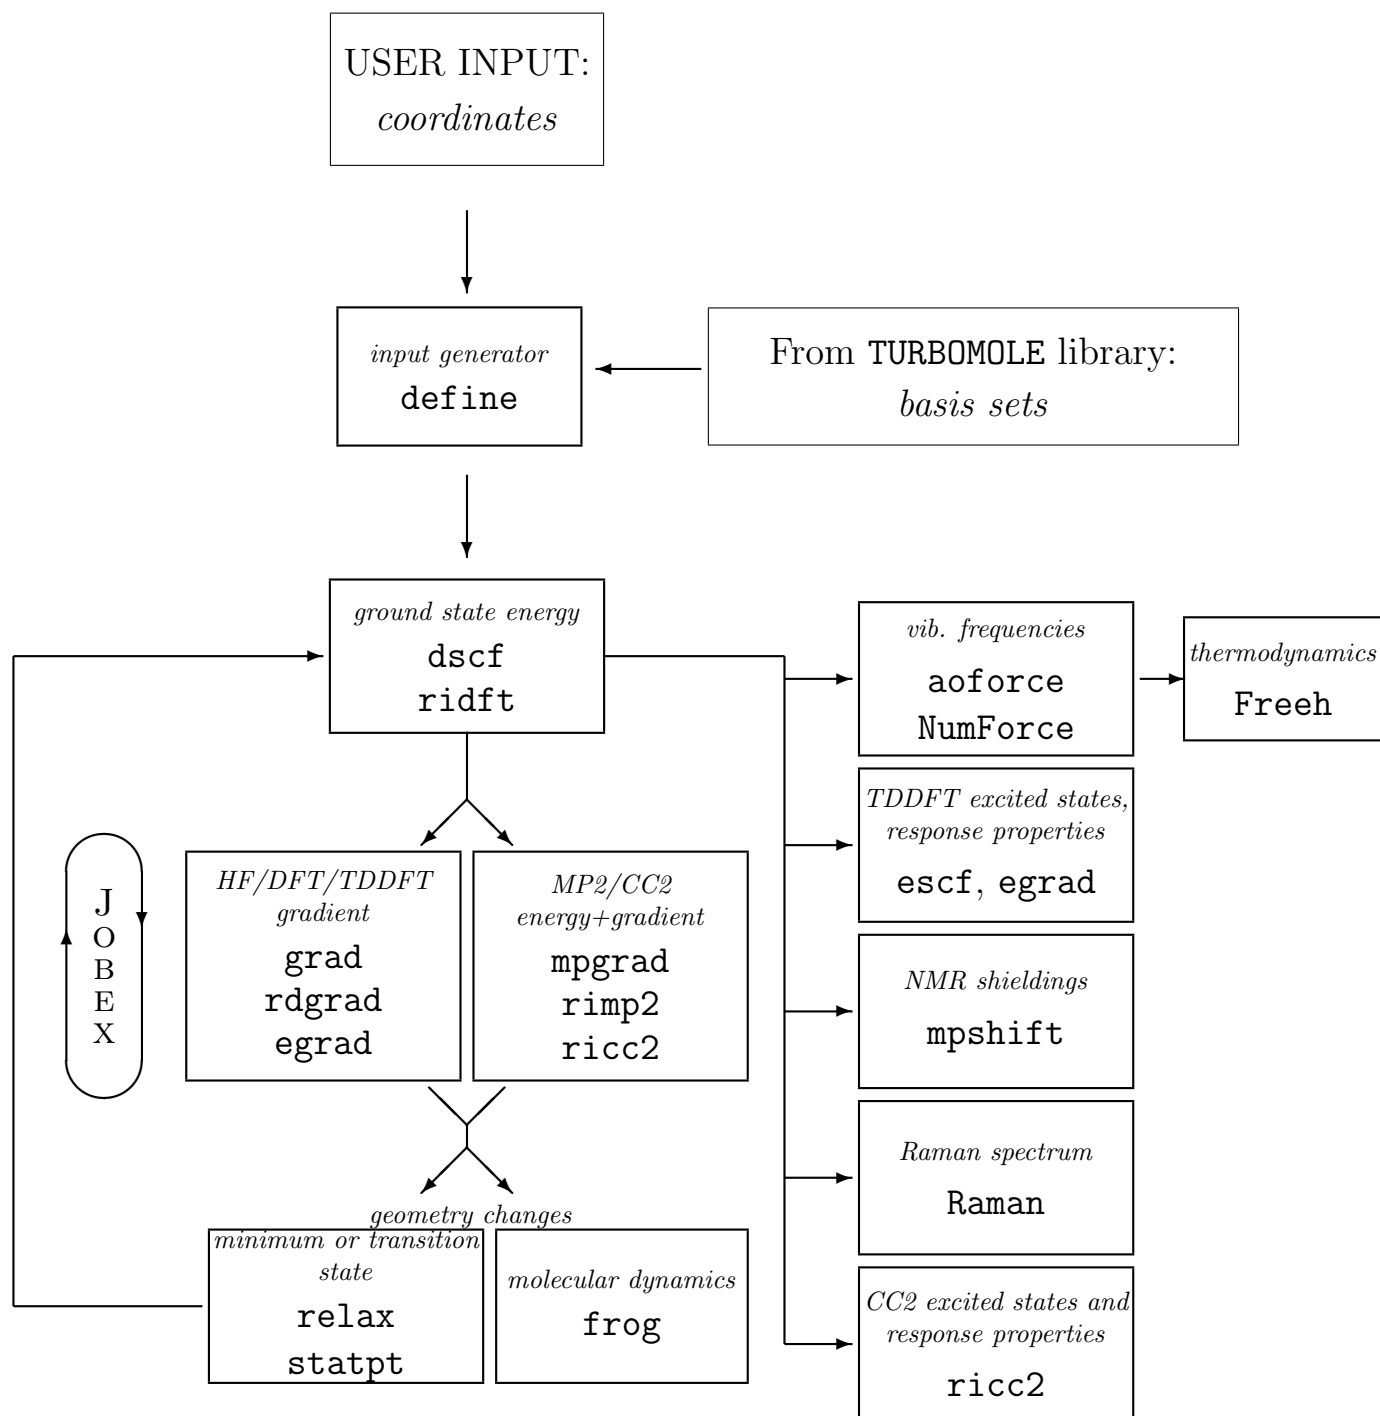 USER INPUT:
coordinates
input generator
define
From TURBOMOLE library:
basis sets
ground state energy
dscf
ridft
vib. frequencies
aoforce
NumForce
thermodynamics
Freeh
TDDFT excited states,
response properties
escf, egrad
J
O
B
E
X
HF/DFT/TDDFT
gradient
grad
rdgrad
egrad
MP2/CC2
energy+gradient
mpgrad
rimp2
ricc2
NMR shieldings
mpshift
Raman spectrum
Raman
geometry changes
minimum or transition
state
relax
statpt
molecular dynamics
frog
CC2 excited states and
response properties
ricc2